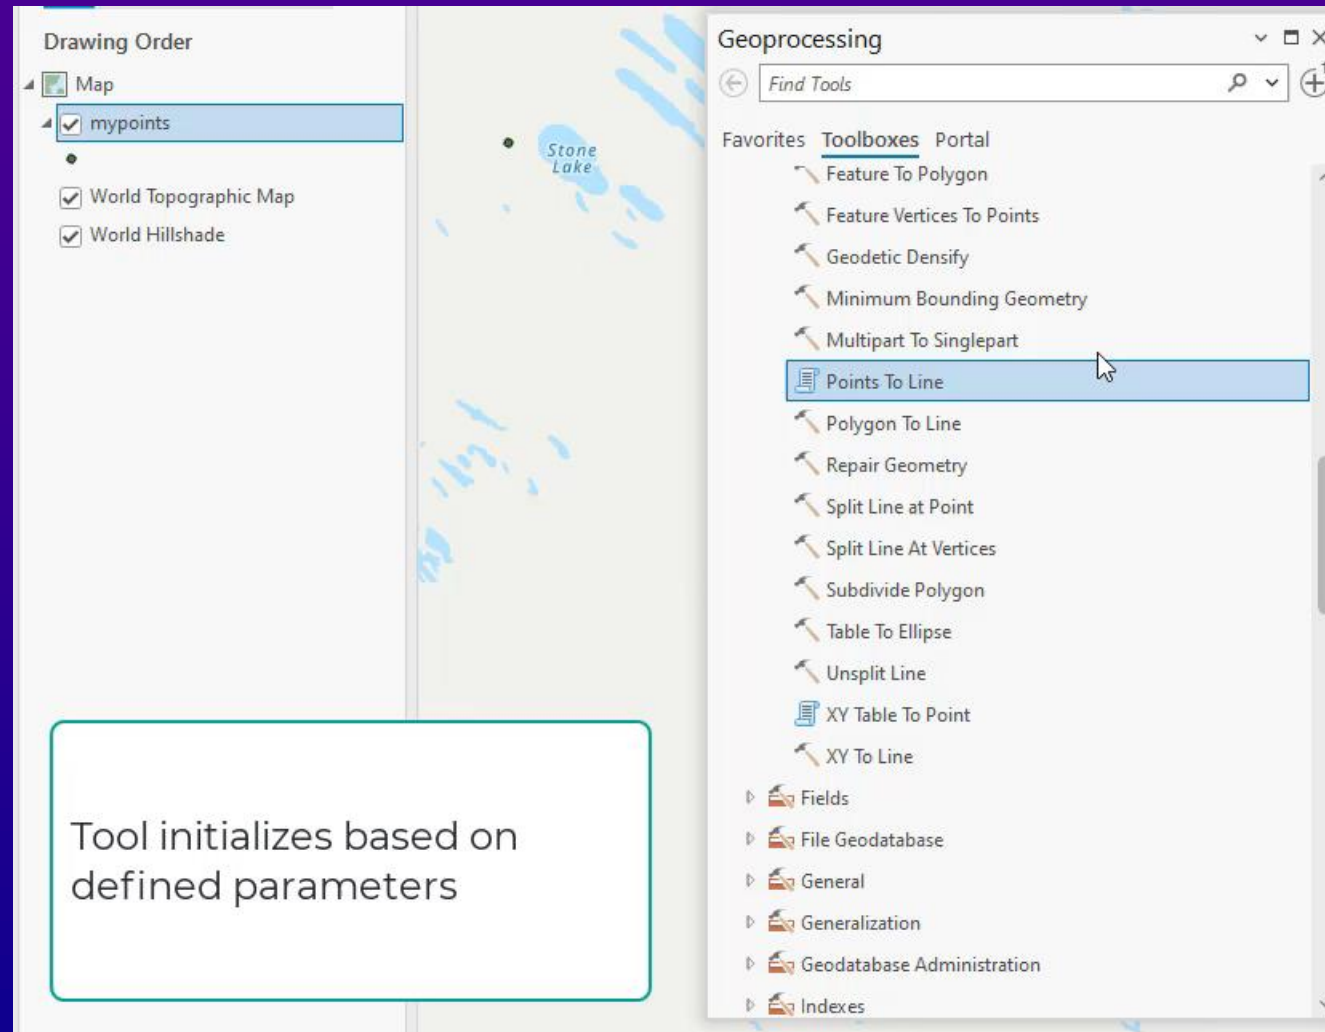 Drawing Order
Map
mypoints
World Topographic Map
World Hillshade
Stone
Lake
Geoprocessing
Find Tools
Favorites Toolboxes Portal
Feature To Polygon
Feature Vertices To Points
Geodetic Densify
Minimum Bounding Geometry
Multipart To Singlepart
Points To Line
Polygon To Line
Repair Geometry
Split Line at Point
Split Line At Vertices
Subdivide Polygon
Table To Ellipse
Unsplit Line
XY Table To Point
XY To Line
Fields
File Geodatabase
General
Generalization
Geodatabase Administration
Indexes
Tool initializes based on
defined parameters